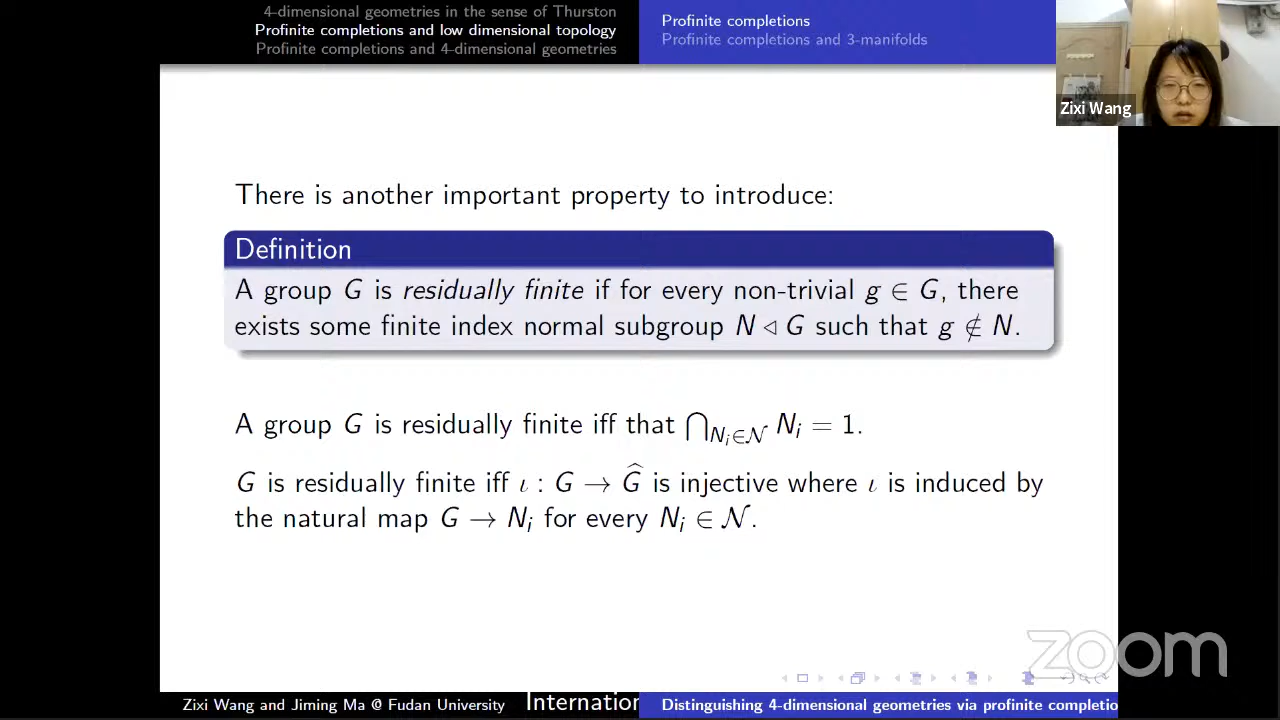 4-dimensional geometries in the sense of Thurston
Profinite completions and low dimensional topology
Profinite completions and 4-dimensional geometries
Profinite completions
Profinite completions and 3-manifolds
Zixi Wang
There is another important property to introduce:
Definition
A group G is residually finite if for every non-trivial g ∈ G, there
exists some finite index normal subgroup N ◁ G such that g ∉ N.
A group G is residually finite iff that ⋂_{N_i∈𝒩} N_i = 1.
G is residually finite iff ι : G → Ĝ is injective where ι is induced by
the natural map G → N_i for every N_i ∈ 𝒩.
zoom
Zixi Wang and Jiming Ma @ Fudan University
Internation
Distinguishing 4-dimensional geometries via profinite completio